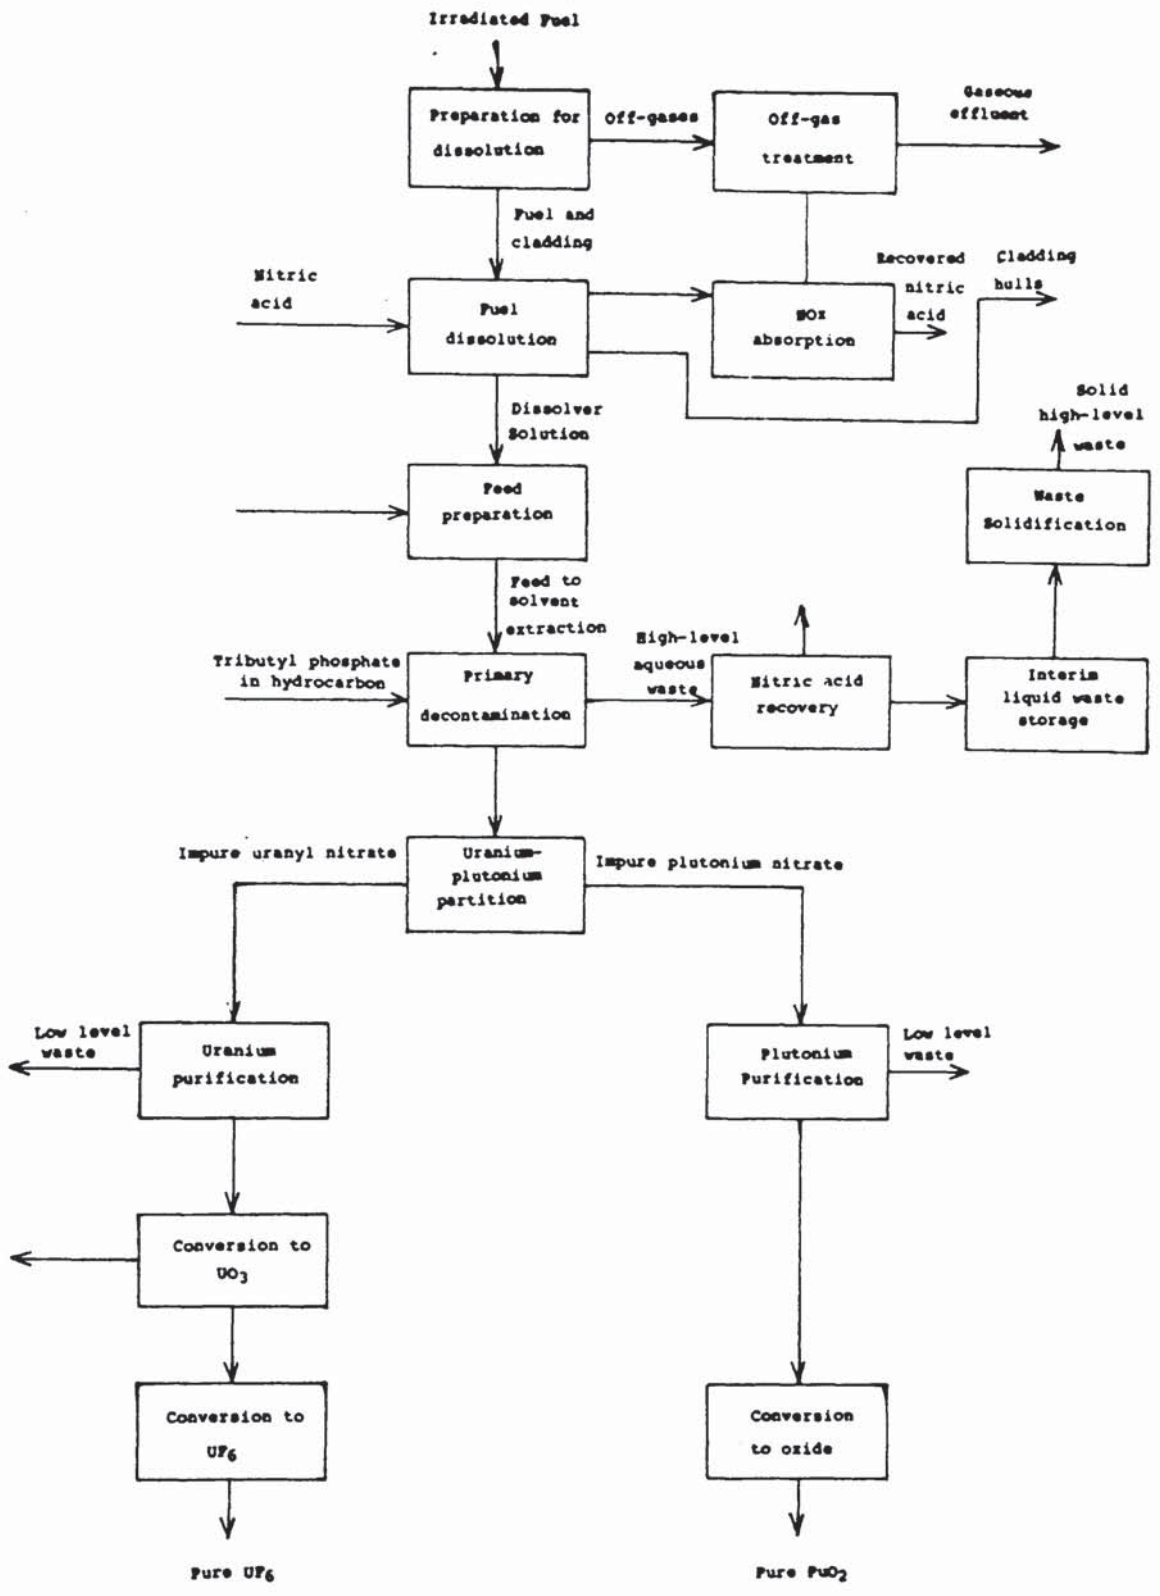 Irradiated Fuel
Preparation for
dissolution
Off-gases
Off-gas
treatment
Gaseous
effluent
Fuel and
cladding
Nitric
acid
Fuel
dissolution
NOx
absorption
Recovered
nitric
acid
Cladding
hulls
Dissolver
Solution
Solid
high-level
waste
Feed
preparation
Waste
Solidification
Feed to
solvent
extraction
Tributyl phosphate
in hydrocarbon
Primary
decontamination
High-level
aqueous
waste
Nitric acid
recovery
Interim
liquid waste
storage
Impure uranyl nitrate
Uranium-
plutonium
partition
Impure plutonium nitrate
Low level
waste
Uranium
purification
Plutonium
Purification
Low level
waste
Conversion to
UO3
Conversion to
UF6
Conversion
to oxide
Pure UF6
Pure PuO2